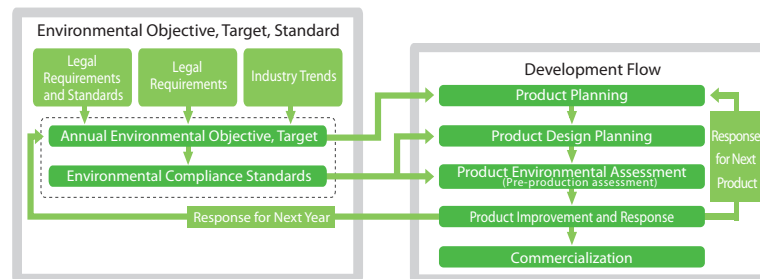 Environmental Objective, Target, Standard
Legal
Requirements
and Standards
Legal
Requirements
Industry Trends
Annual Environmental Objective, Target
Environmental Compliance Standards
Response for Next Year
Development Flow
Product Planning
Product Design Planning
Product Environmental Assessment
(Pre-production assessment)
Product Improvement and Response
Commercialization
Response
for Next
Product